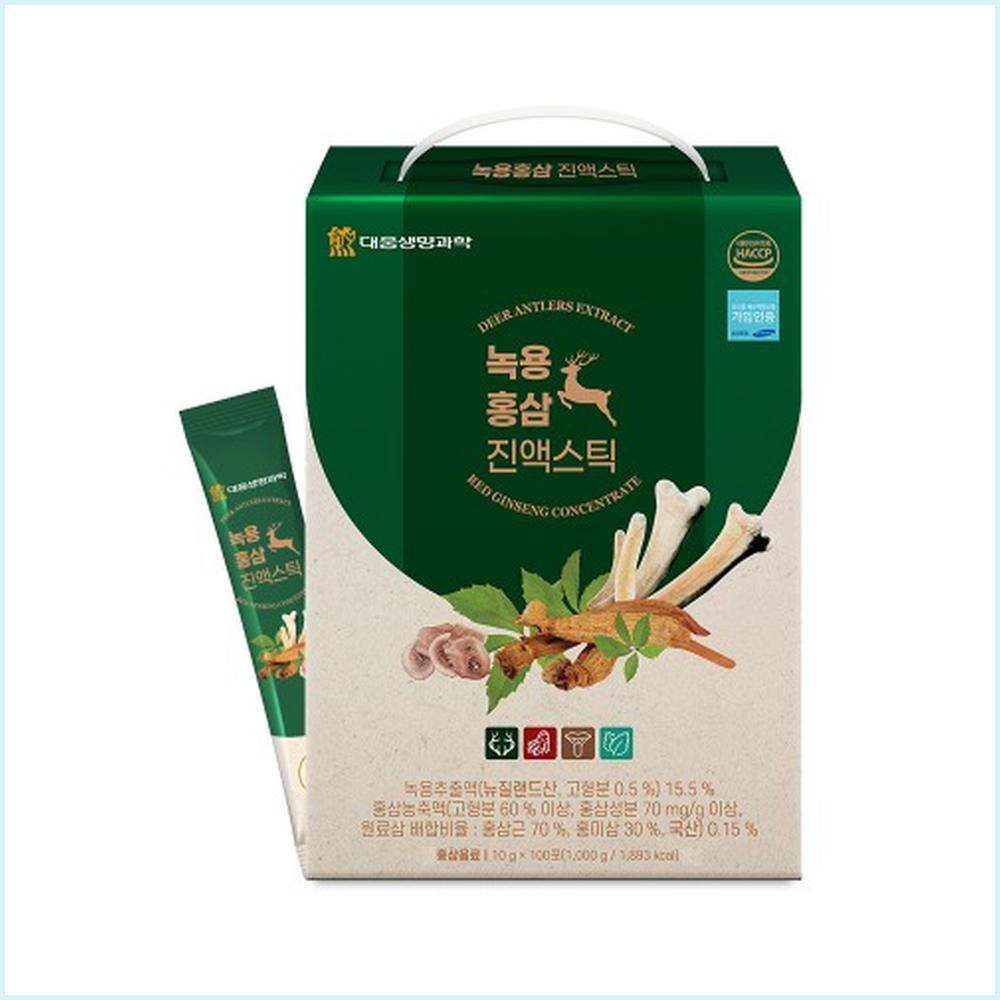 녹용홍삼 진액스틱
대웅생명과학
HACCP
가입인증
DEER ANTLERS EXTRACT
녹용
홍삼
진액스틱
RED GINSENG CONCENTRATE
대웅생명과학
DEER ANTLERS EXTRACT
녹용
홍삼
진액스틱
녹용추출액(뉴질랜드산, 고형분 0.5 %) 15.5 %
홍삼농축액(고형분 60 % 이상, 홍삼성분 70 mg/g 이상,
원료삼 배합비율 : 홍삼근 70 %, 홍미삼 30 %, 국산) 0.15 %
홍삼음료 | 10 g × 100포(1,000 g / 1,893 kcal)